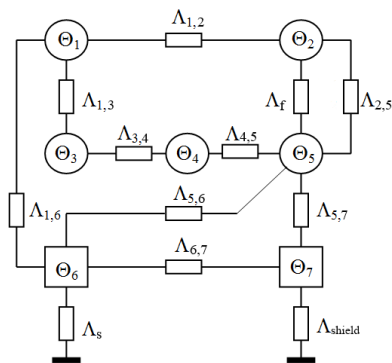 Θ1 Λ1,2 Θ2
Λ1,3 Λf Λ2,5
Θ3 Λ3,4 Θ4 Λ4,5 Θ5
Λ1,6 Λ5,6 Λ5,7
Θ6 Λ6,7 Θ7
Λs Λshield